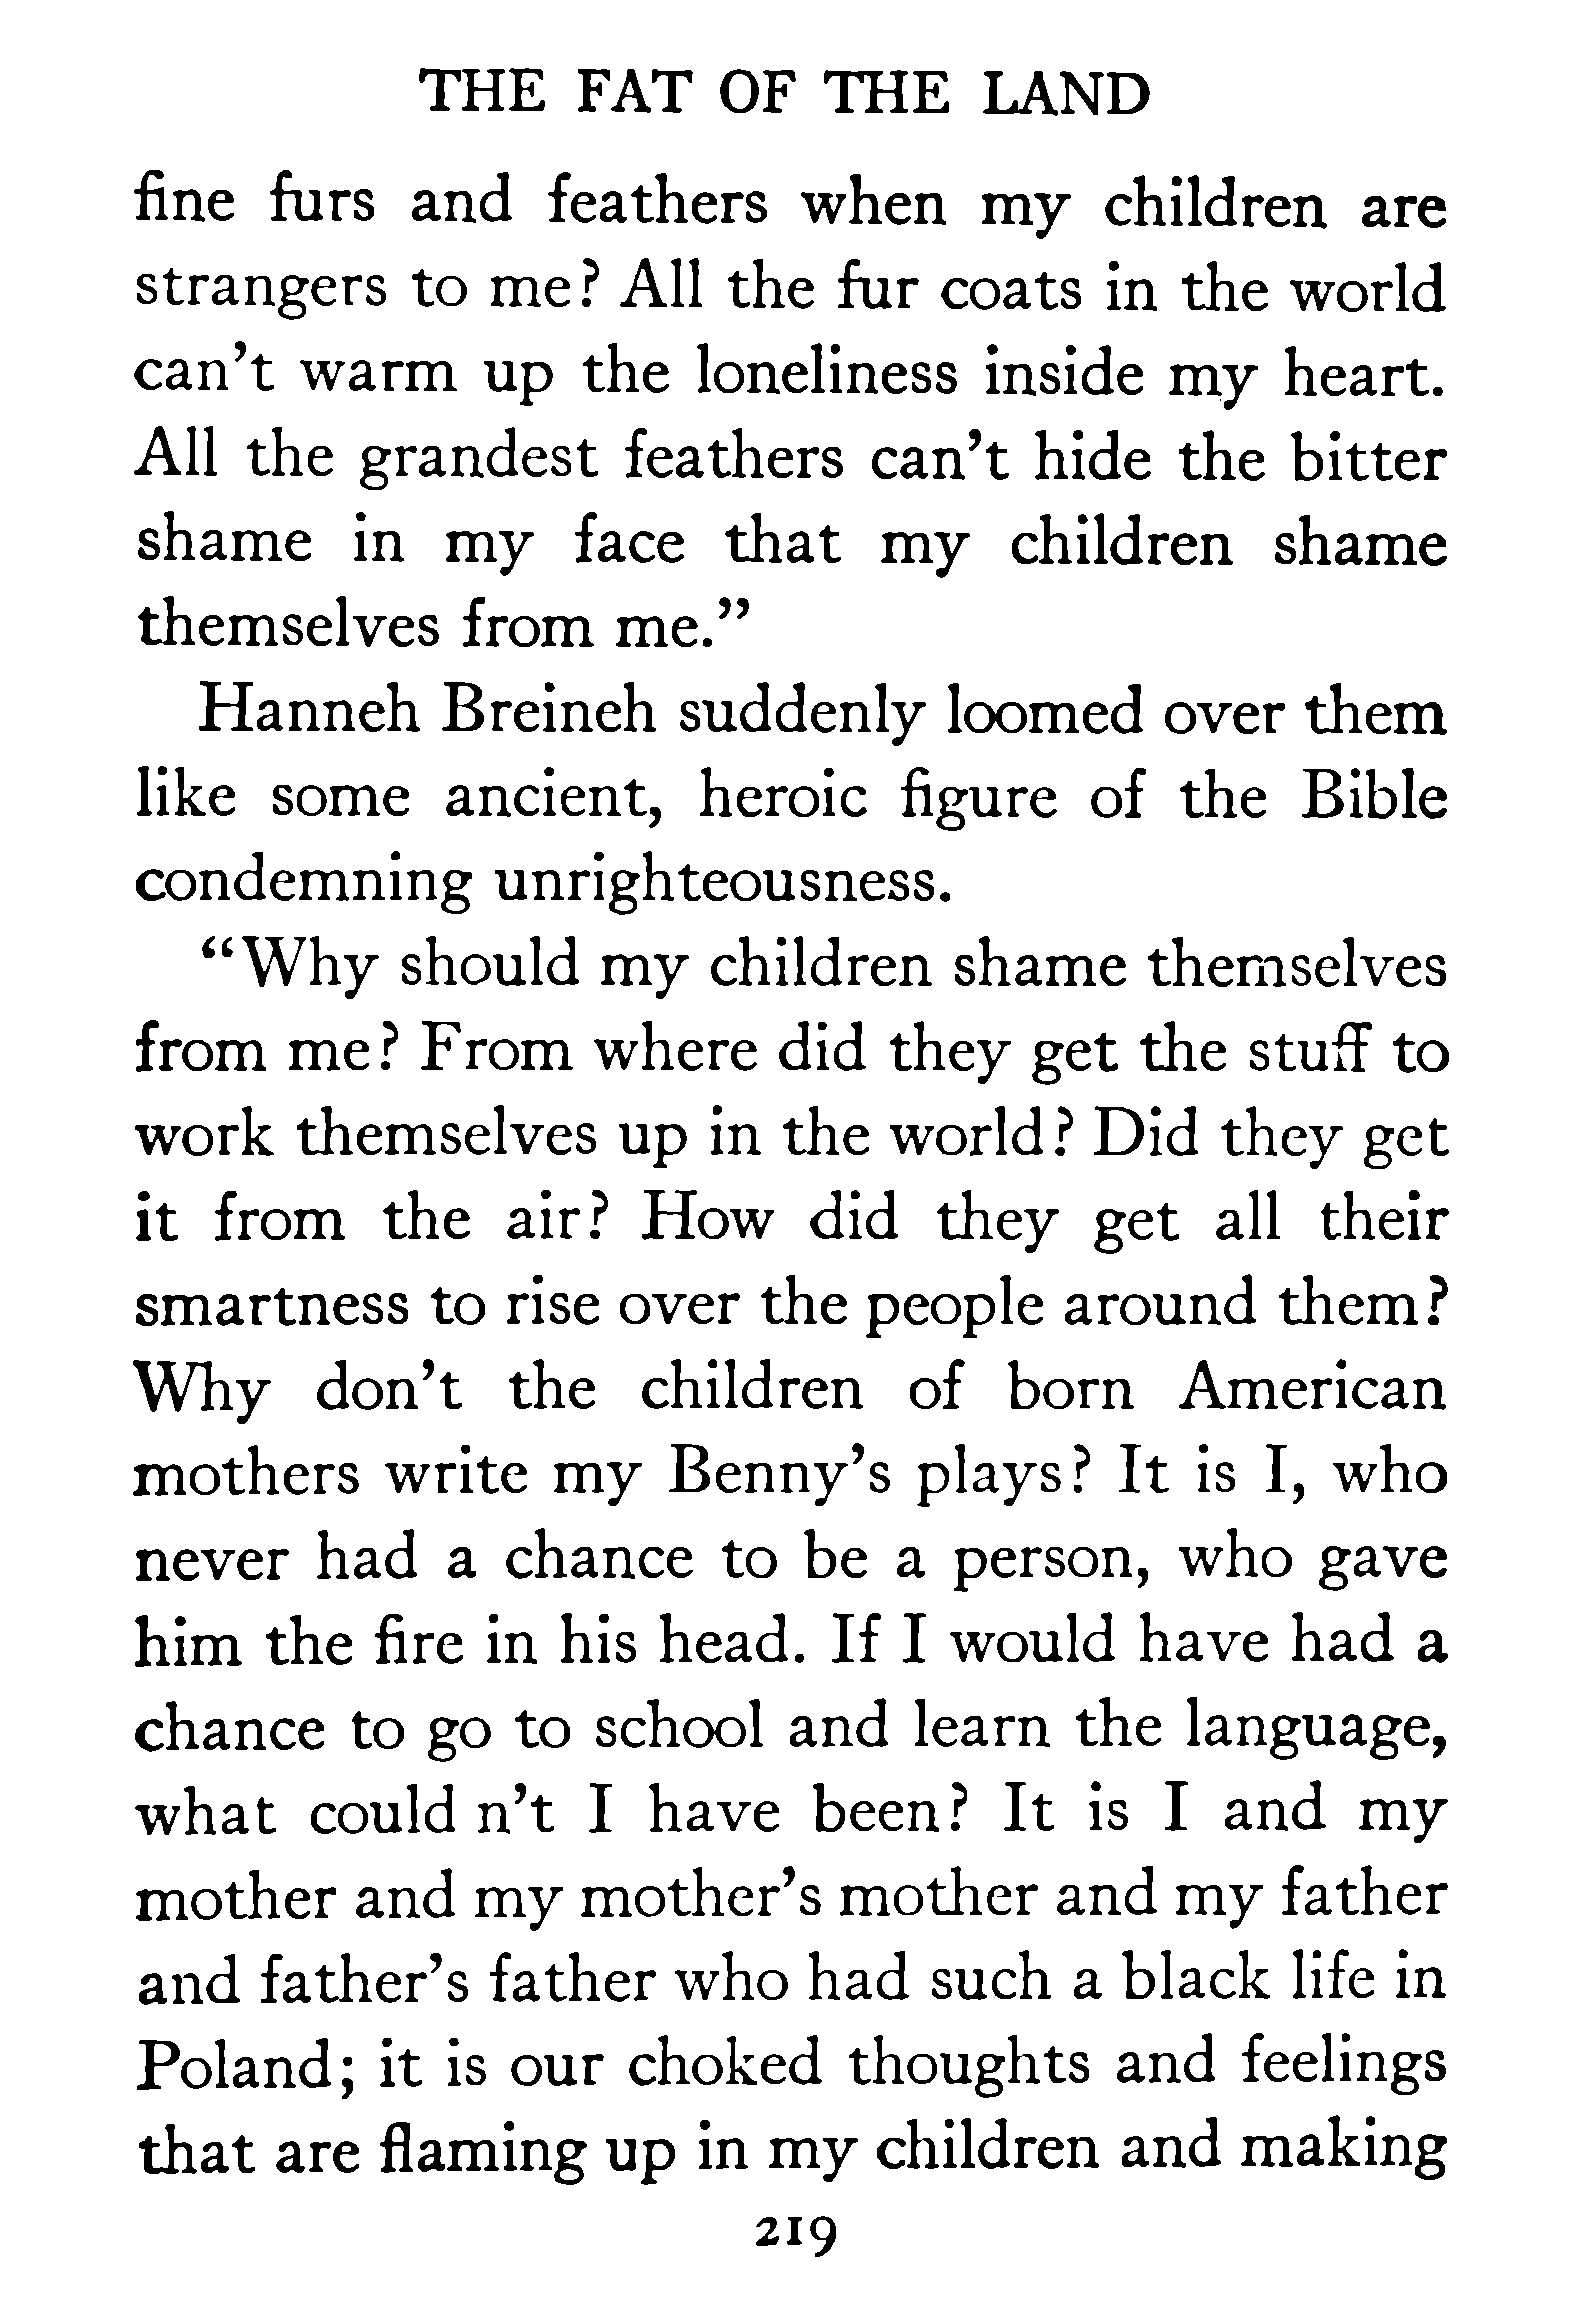 THE FAT OF THE LAND
fine furs and feathers when my children are
strangers to me? All the fur coats in the world
can't warm up the loneliness inside my heart.
All the grandest feathers can't hide the bitter
shame in my face that my children shame
themselves from me."
Hanneh Breineh suddenly loomed over them
like some ancient, heroic figure of the Bible
condemning unrighteousness.
"Why should my children shame themselves
from me? From where did they get the stuff to
work themselves up in the world? Did they get
it from the air? How did they get all their
smartness to rise over the people around them?
Why don't the children of born American
mothers write my Benny's plays? It is I, who
never had a chance to be a person, who gave
him the fire in his head. If I would have had a
chance to go to school and learn the language,
what could n't I have been? It is I and my
mother and my mother's mother and my father
and father's father who had such a black life in
Poland; it is our choked thoughts and feelings
that are flaming up in my children and making
219